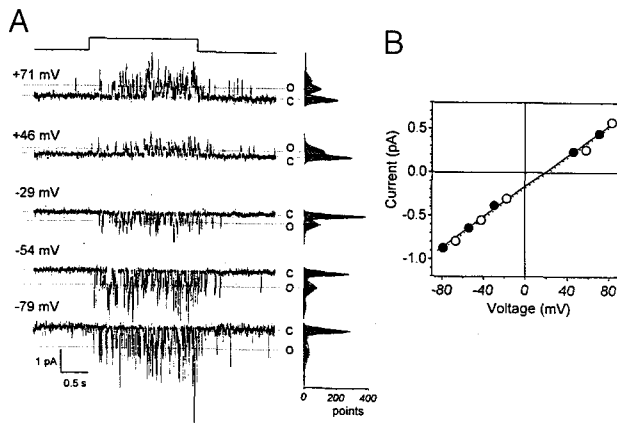 A
+71 mV
o
c
+46 mV
o
c
-29 mV
c
o
-54 mV
c
o
-79 mV
c
o
1 pA
0.5 s
0 200 400
points
B
Current (pA)
0.5
0.0
-0.5
-1.0
-80 -40 0 40 80
Voltage (mV)